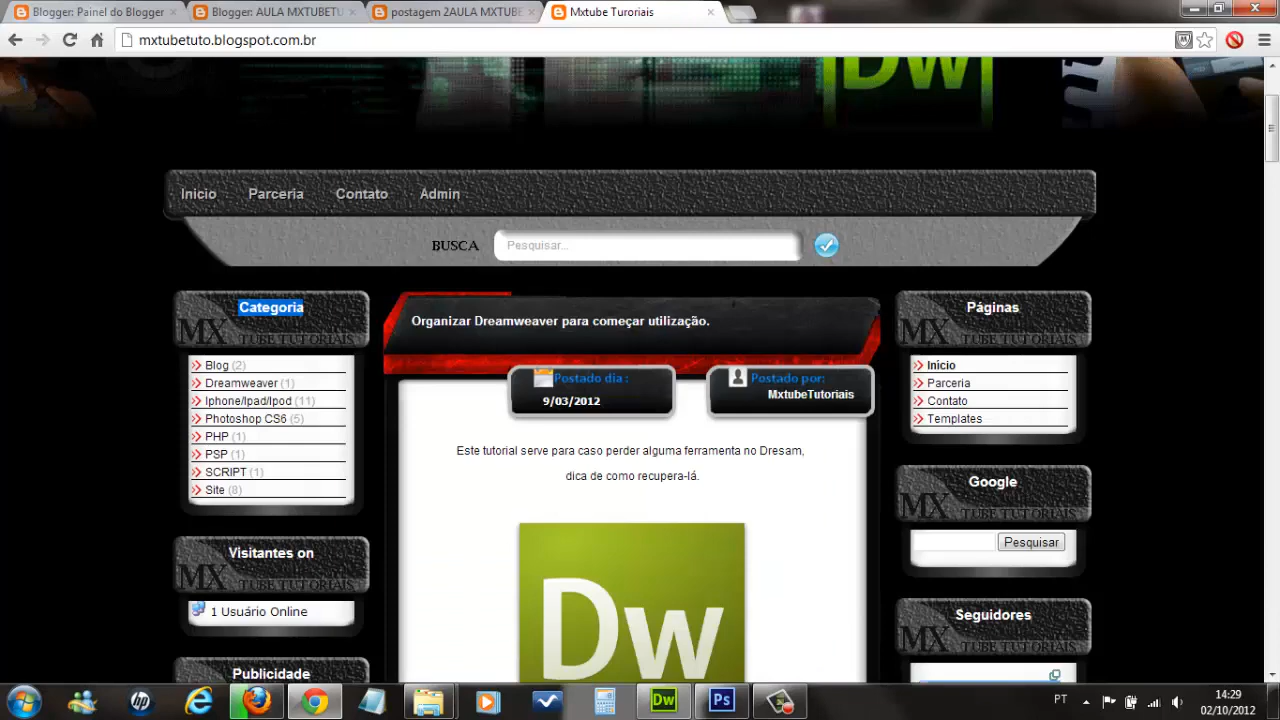 Blogger: Painel do Blogger
Blogger: AULA MXTUBETU
postagem 2AULA MXTUBE
Mxtube Turoriais
mxtubetuto.blogspot.com.br
Dw
Inicio
Parceria
Contato
Admin
BUSCA
Pesquisar...
Categoria
MX TUBE TUTORIAIS
Blog (2)
Dreamweaver (1)
Iphone/Ipad/Ipod (11)
Photoshop CS6 (5)
PHP (1)
PSP (1)
SCRIPT (1)
Site (8)
Visitantes on
MX TUBE TUTORIAIS
1 Usuário Online
Publicidade
Organizar Dreamweaver para começar utilização.
Postado dia :
9/03/2012
Postado por:
MxtubeTutoriais
Este tutorial serve para caso perder alguma ferramenta no Dresam,
dica de como recupera-lá.
Dw
Páginas
MX TUBE TUTORIAIS
Início
Parceria
Contato
Templates
Google
MX TUBE TUTORIAIS
Pesquisar
Seguidores
MX TUBE TUTORIAIS
hp
Dw
Ps
PT
14:29
02/10/2012